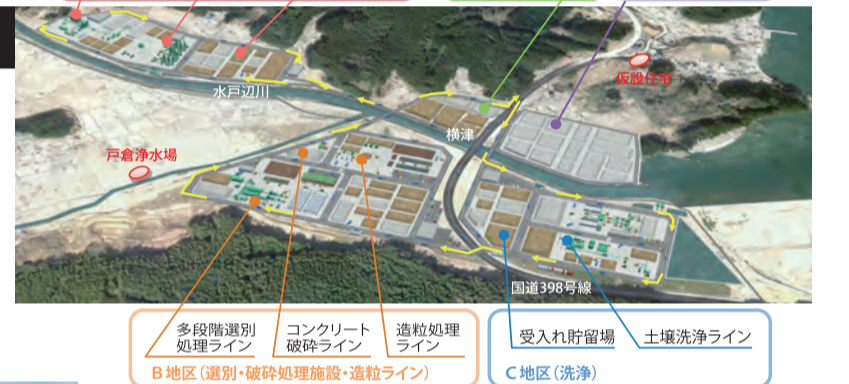 仮設住宅
水戸辺川
横津
戸倉浄水場
国道398号線
多段階選別
処理ライン
コンクリート
破砕ライン
造粒処理
ライン
B地区(選別・破砕処理施設・造粒ライン)
受入れ貯留場
土壌洗浄ライン
C地区(洗浄)